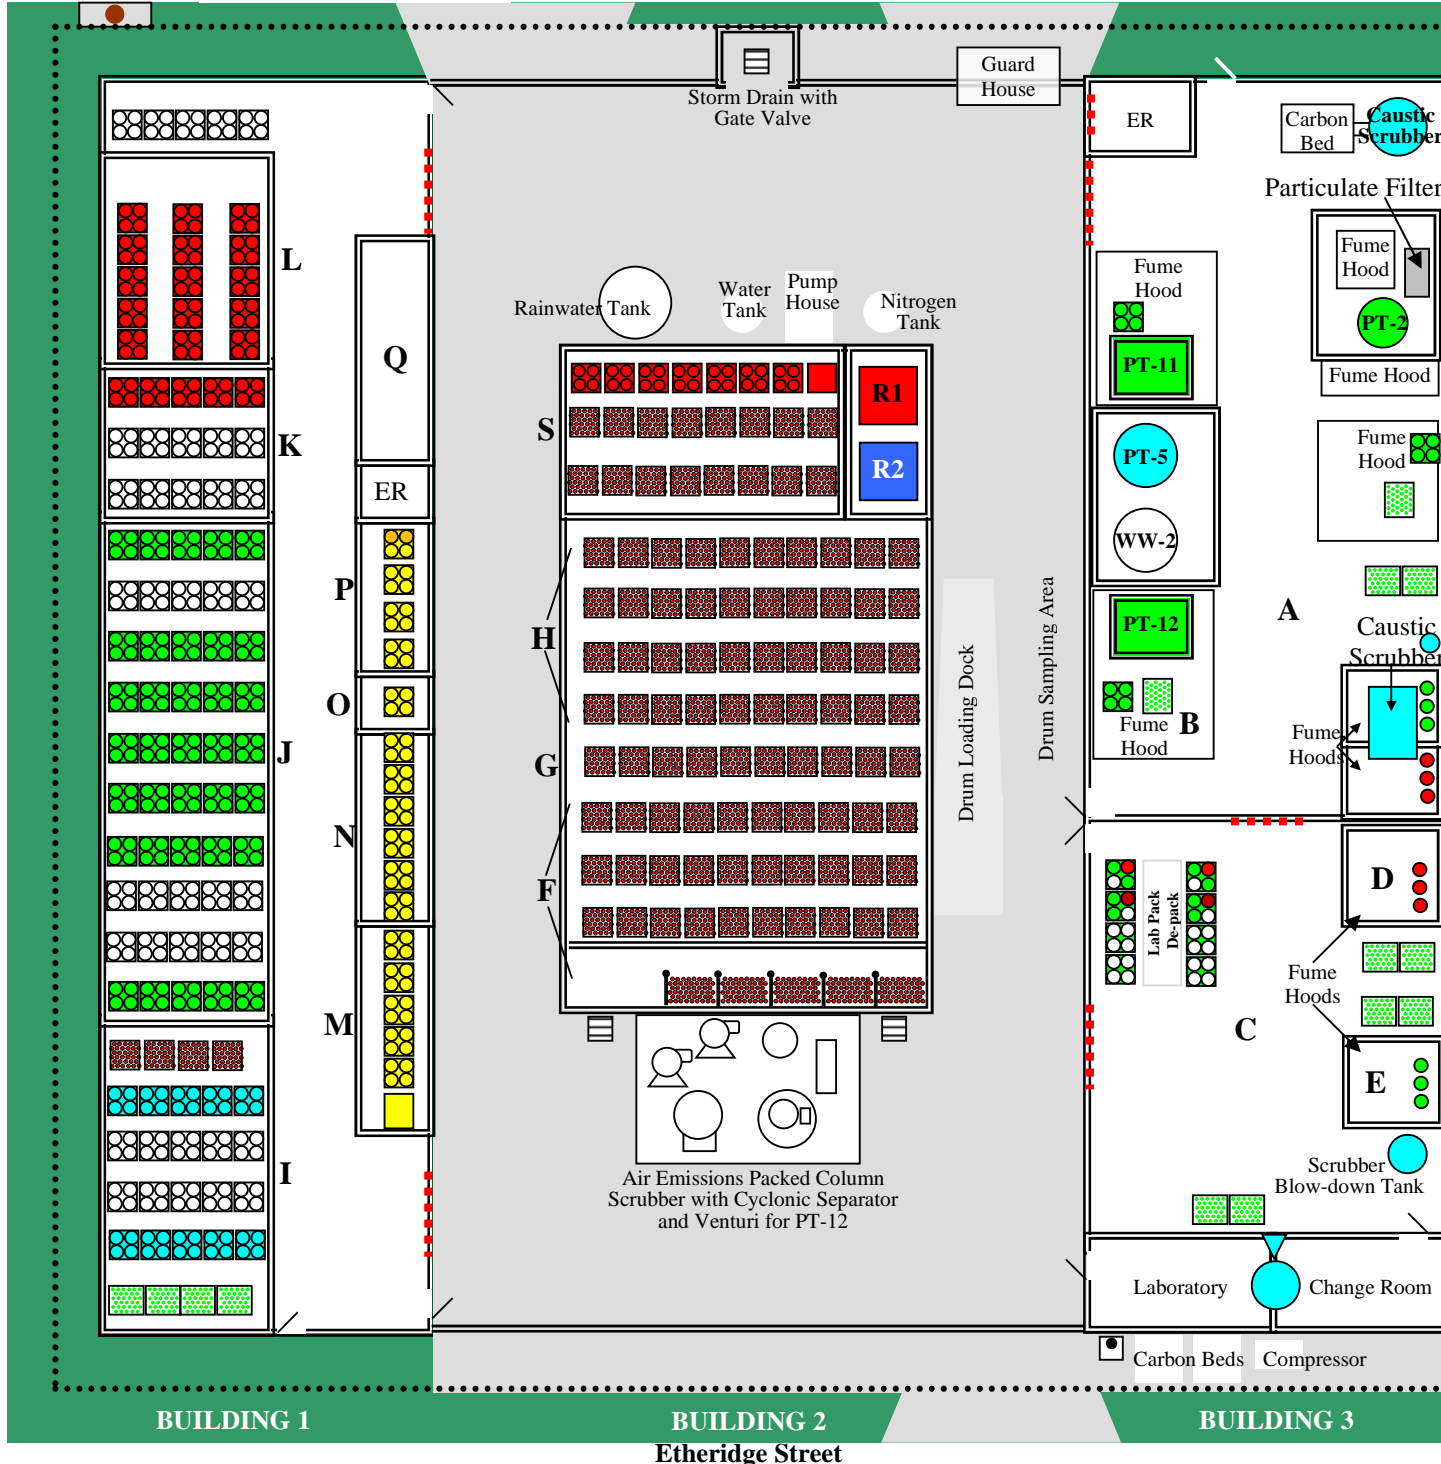 Guard
House
Storm Drain with
Gate Valve
ER
Carbon
Bed
Caustic
Scrubber
Particulate Filter
L
Fume
Hood
Fume
Hood
PT-2
Fume Hood
Rainwater Tank
Water
Tank
Pump
House
Nitrogen
Tank
Q
PT-11
R1
K
S
R2
PT-5
Fume
Hood
ER
WW-2
P
H
A
PT-12
Caustic
Scrubber
O
B
Fume
Hood
Fume
Hoods
J
G
Drum Loading Dock
Drum Sampling Area
N
F
D
Lab Pack
De-pack
Fume
Hoods
M
C
E
I
Air Emissions Packed Column
Scrubber with Cyclonic Separator
and Venturi for PT-12
Scrubber
Blow-down Tank
Laboratory
Change Room
Carbon Beds
Compressor
BUILDING 1
BUILDING 2
BUILDING 3
Etheridge Street